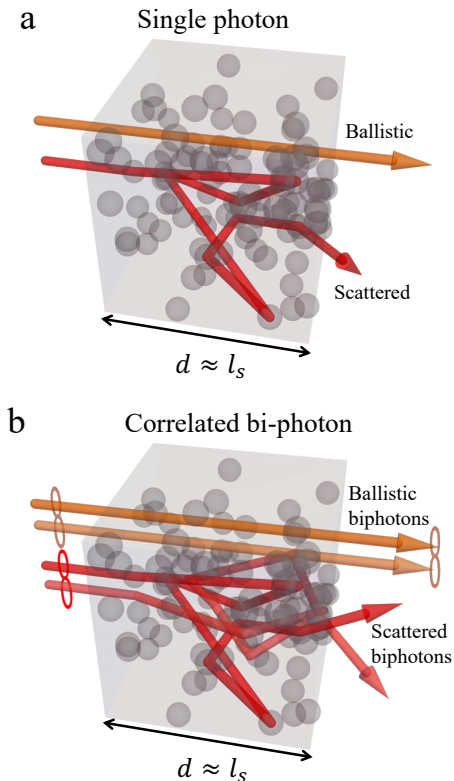 a
Single photon
Ballistic
Scattered
d ≈ l_s
b
Correlated bi-photon
Ballistic
biphotons
Scattered
biphotons
d ≈ l_s